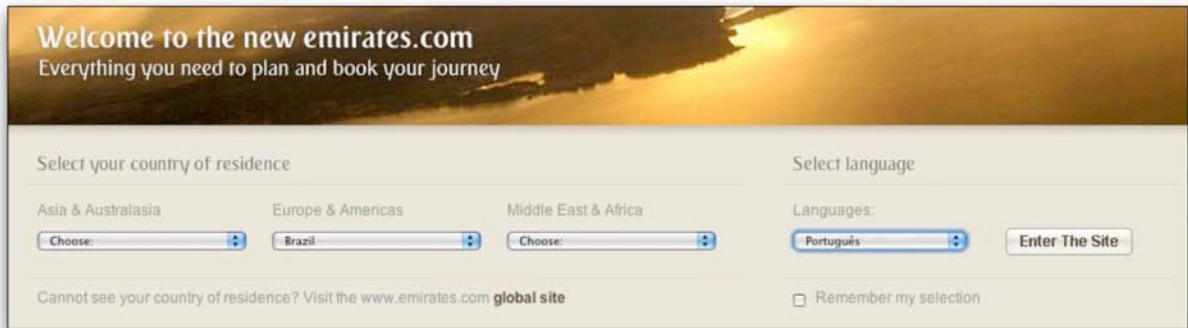 Welcome to the new emirates.com
Everything you need to plan and book your journey
Select your country of residence
Select language
Asia & Australasia
Europe & Americas
Middle East & Africa
Languages:
Choose:
Brazil
Choose:
Português
Enter The Site
Cannot see your country of residence? Visit the www.emirates.com global site
Remember my selection